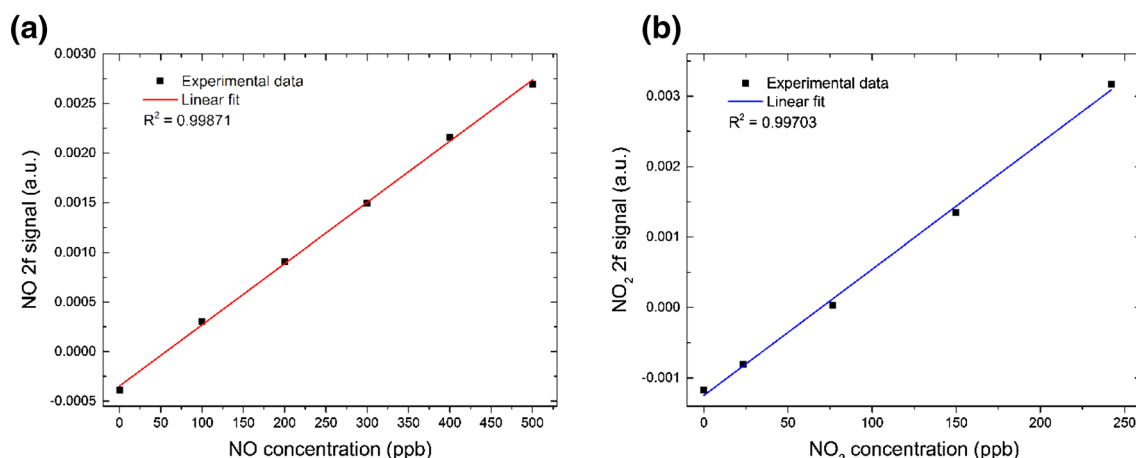 (a)
0.0030
0.0025
0.0020
0.0015
0.0010
0.0005
0.0000
-0.0005
NO 2f signal (a.u.)
Experimental data
Linear fit
R² = 0.99871
0 50 100 150 200 250 300 350 400 450 500
NO concentration (ppb)
(b)
0.003
0.002
0.001
0.000
-0.001
NO₂ 2f signal (a.u.)
Experimental data
Linear fit
R² = 0.99703
0 50 100 150 200 250
NO₂ concentration (ppb)